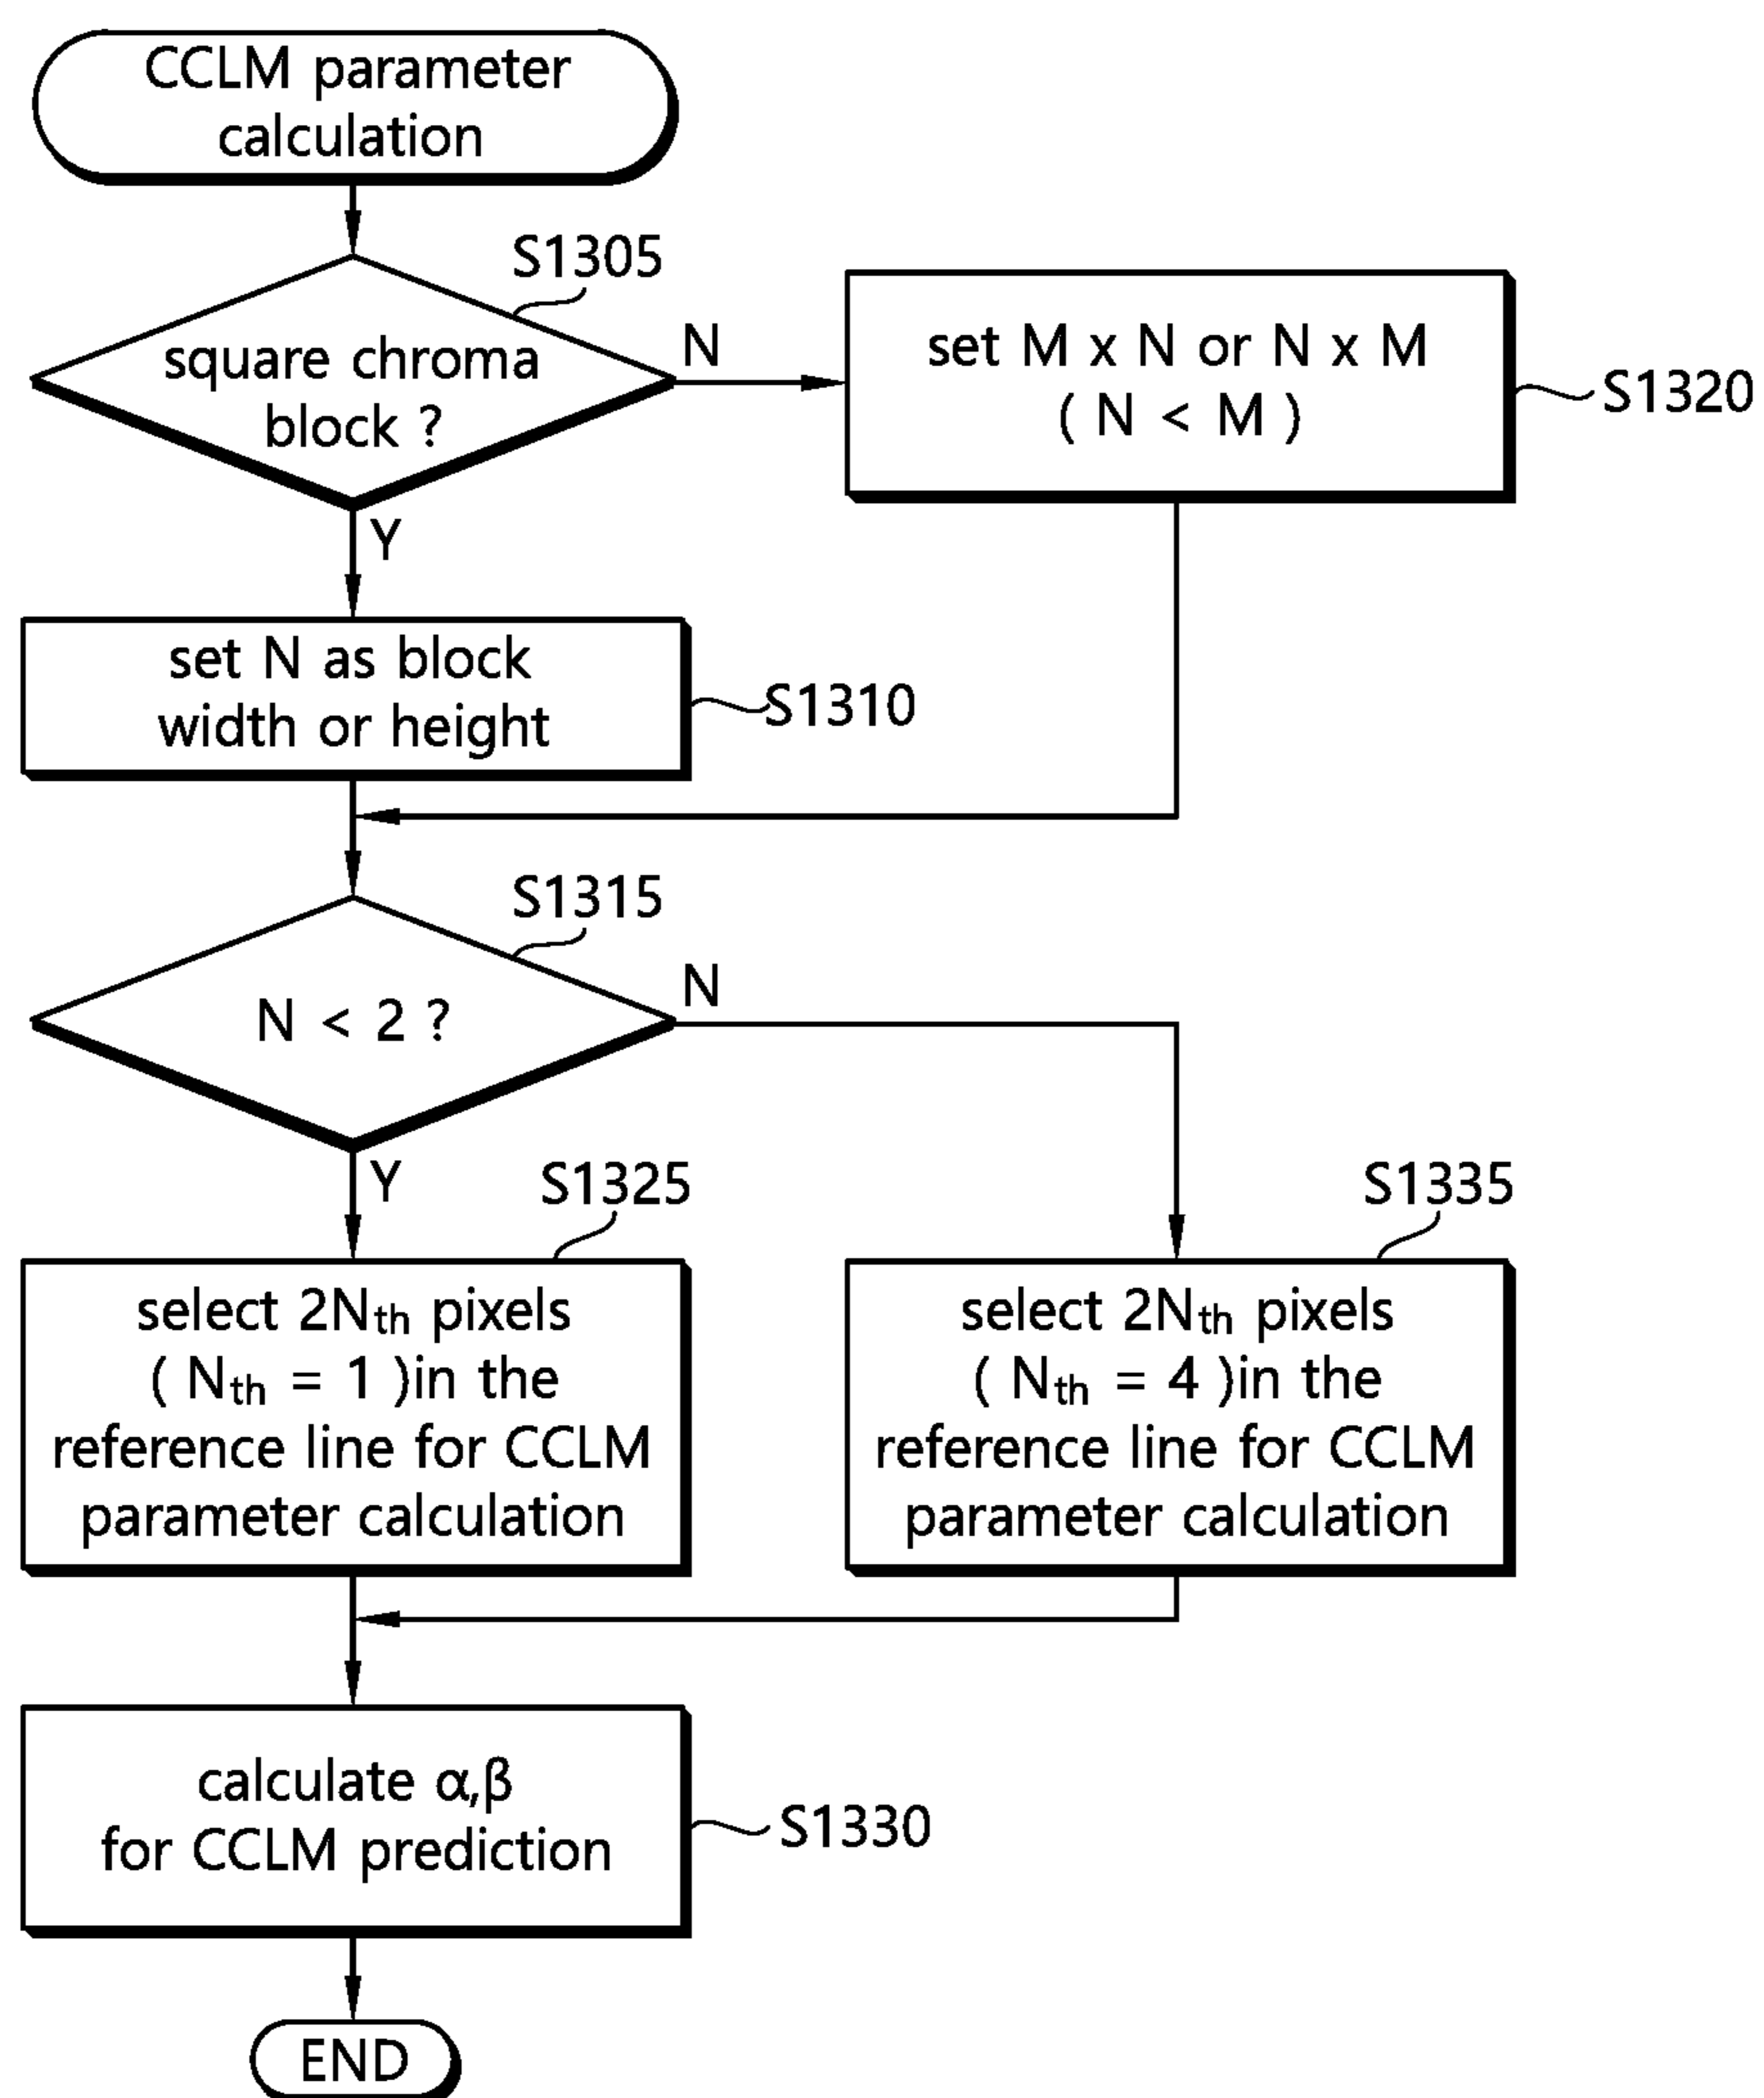 CCLM parameter
calculation
S1305
square chroma
block ?
N
set M x N or N x M
( N < M )
S1320
Y
set N as block
width or height
S1310
S1315
N < 2 ?
N
Y
S1325
select 2Nth pixels
( Nth = 1 )in the
reference line for CCLM
parameter calculation
S1335
select 2Nth pixels
( Nth = 4 )in the
reference line for CCLM
parameter calculation
calculate α,β
for CCLM prediction
S1330
END